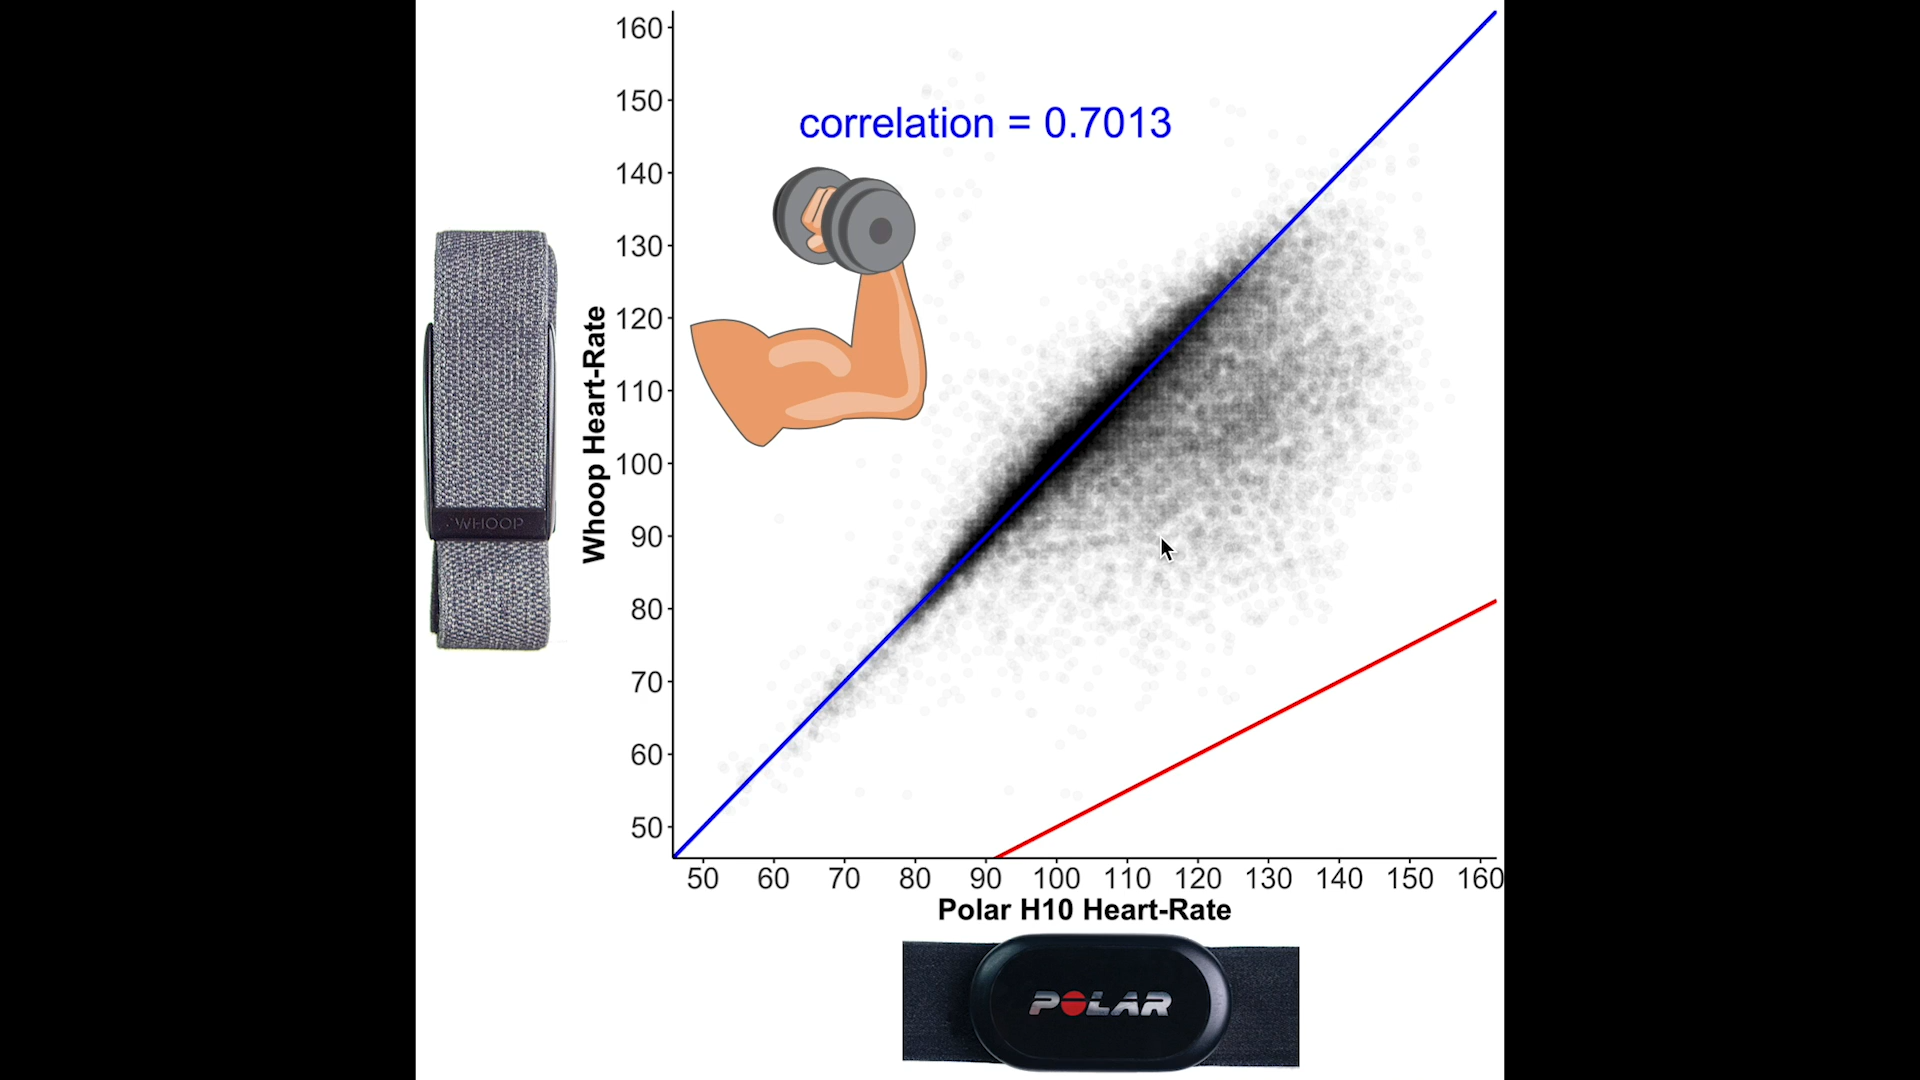 160
150
correlation = 0.7013
140
130
120
110
100
90
80
70
60
50
Whoop Heart-Rate
WHOOP
50 60 70 80 90 100 110 120 130 140 150 160
Polar H10 Heart-Rate
POLAR